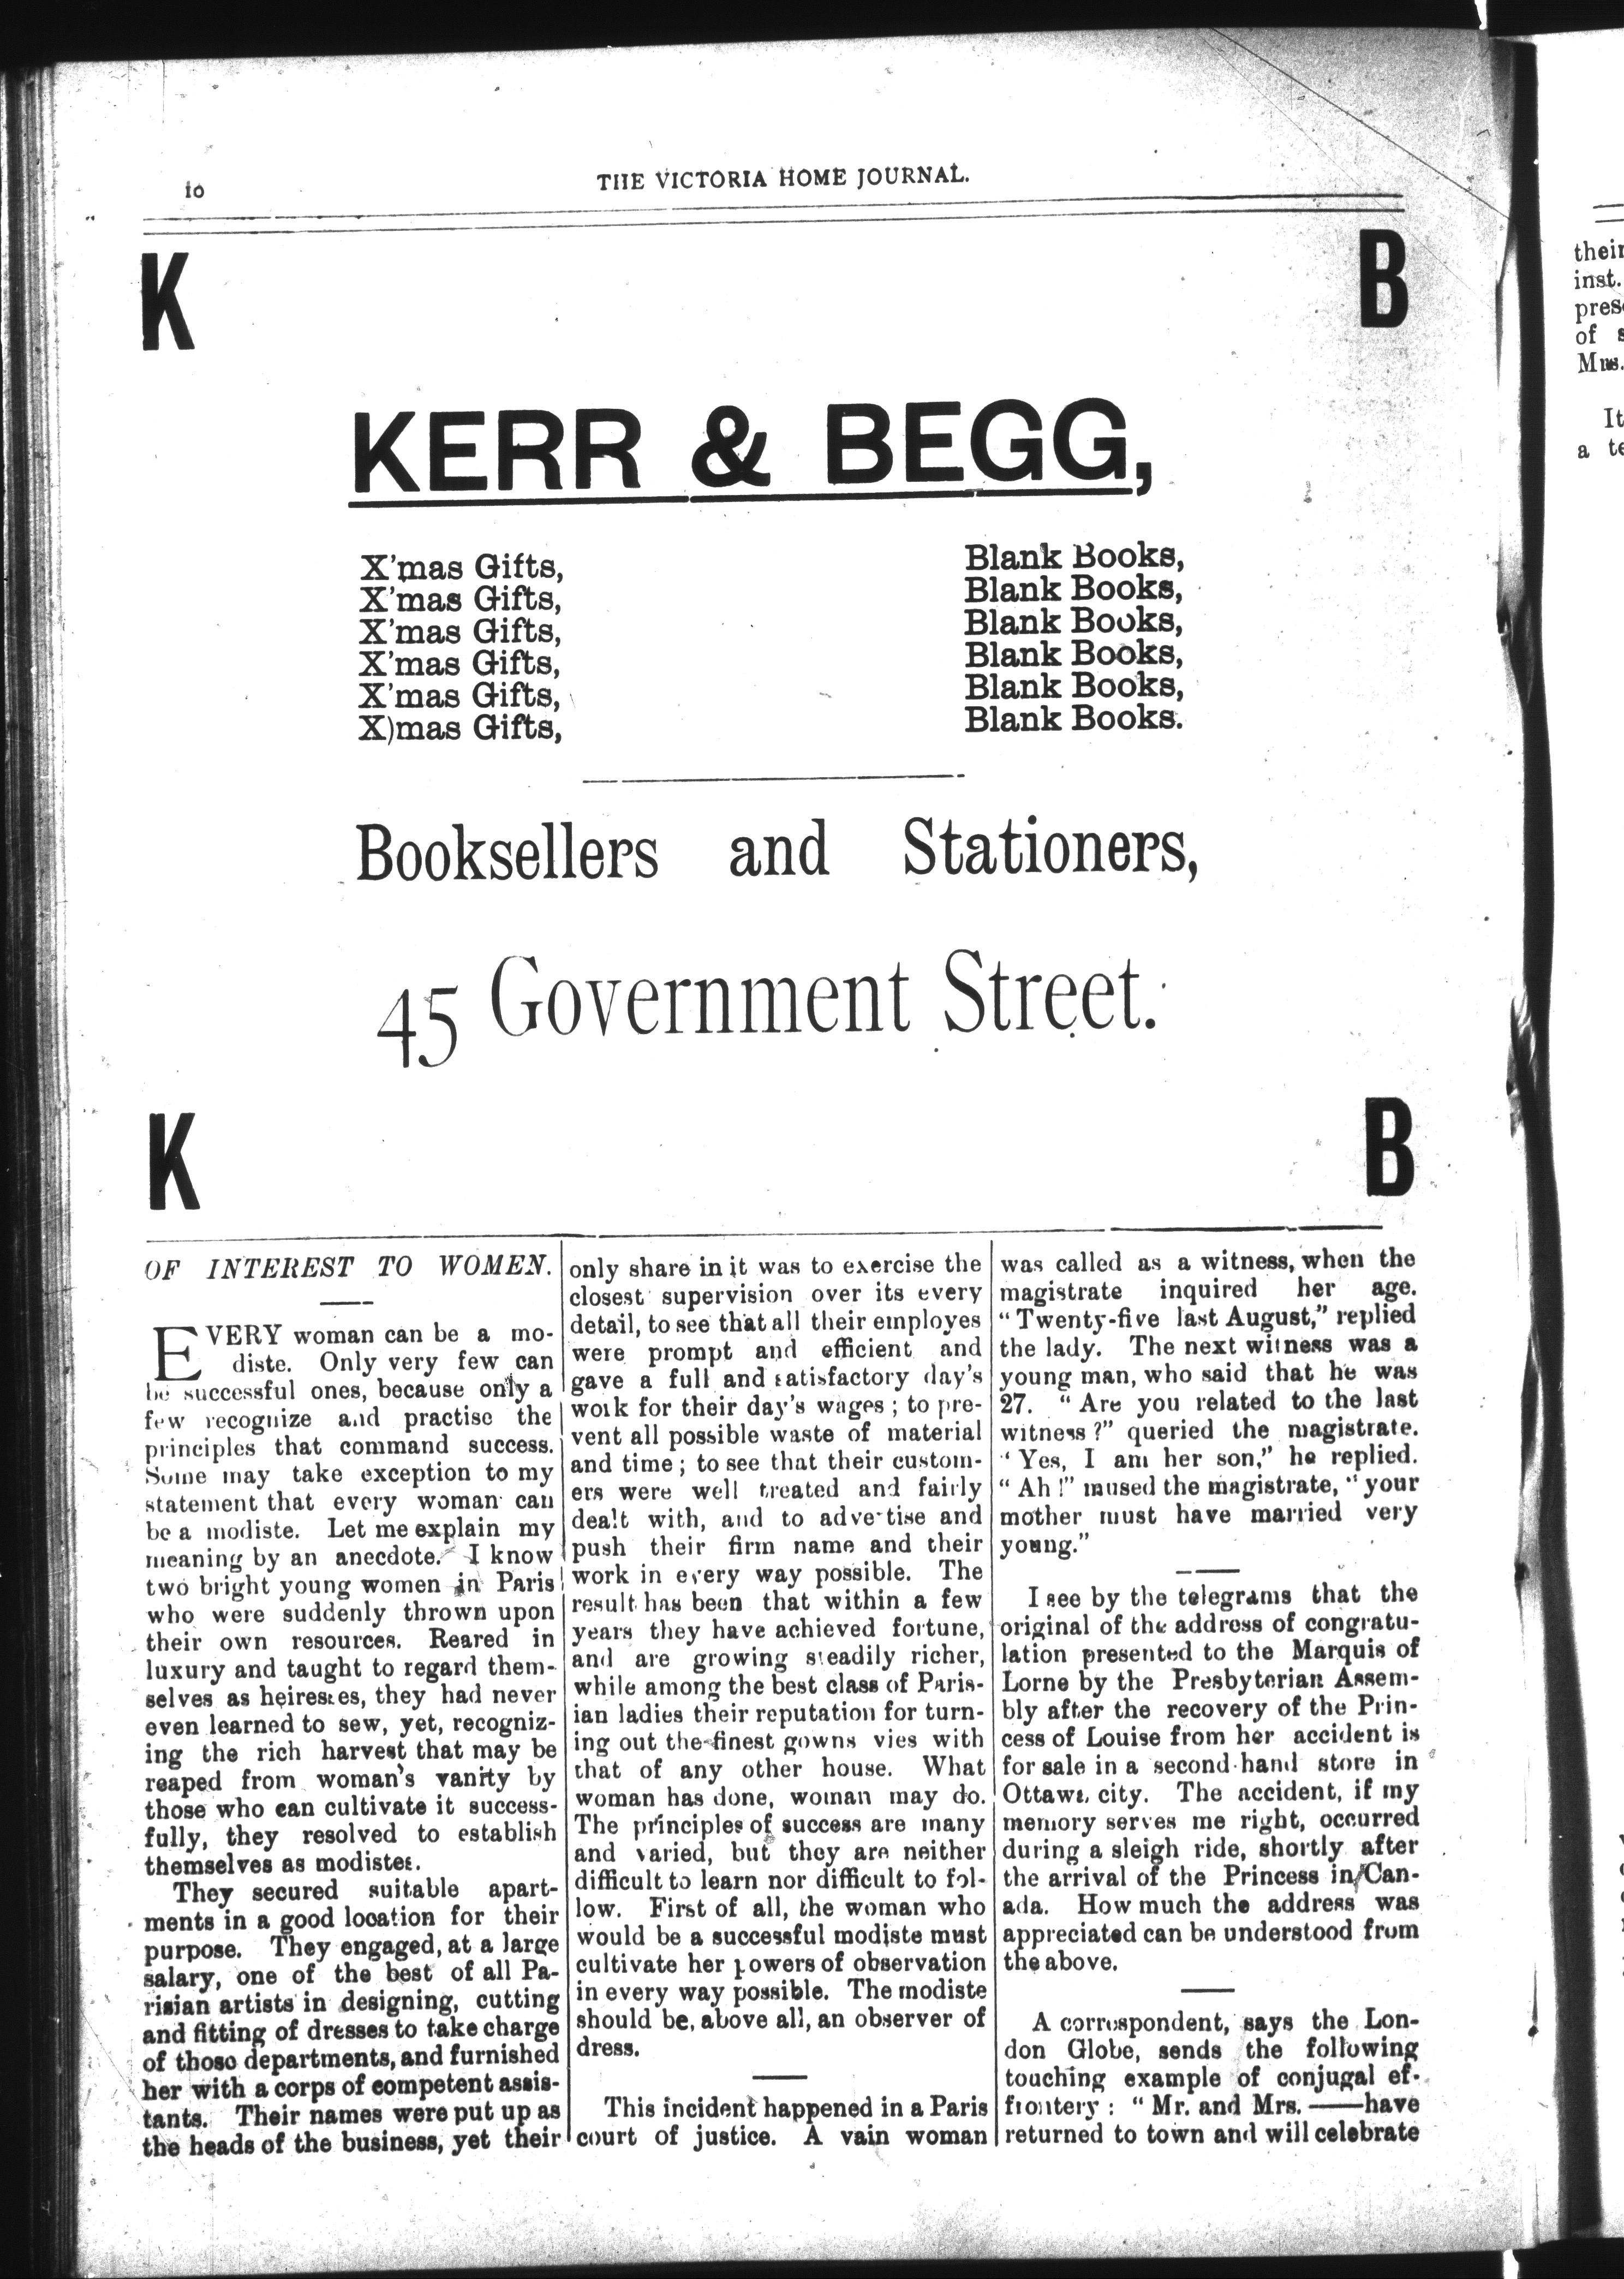 10
THE VICTORIA HOME JOURNAL.
K
B
KERR & BEGG,
X'mas Gifts,
X'mas Gifts,
X'mas Gifts,
X'mas Gifts,
X'mas Gifts,
X)mas Gifts,
Blank Books,
Blank Books,
Blank Books,
Blank Books,
Blank Books,
Blank Books.
Booksellers and Stationers,
45 Government Street.
K
B
OF INTEREST TO WOMEN.
EVERY woman can be a mo-
diste. Only very few can
be successful ones, because only a
few recognize and practise the
principles that command success.
Some may take exception to my
statement that every woman can
be a modiste. Let me explain my
meaning by an anecdote. I know
two bright young women in Paris
who were suddenly thrown upon
their own resources. Reared in
luxury and taught to regard them-
selves as heiresses, they had never
even learned to sew, yet, recogniz-
ing the rich harvest that may be
reaped from woman's vanity by
those who can cultivate it success-
fully, they resolved to establish
themselves as modistes.
They secured suitable apart-
ments in a good location for their
purpose. They engaged, at a large
salary, one of the best of all Pa-
risian artists in designing, cutting
and fitting of dresses to take charge
of those departments, and furnished
her with a corps of competent assis-
tants. Their names were put up as
the heads of the business, yet their
only share in it was to exercise the
closest supervision over its every
detail, to see that all their employes
were prompt and efficient and
gave a full and satisfactory day's
work for their day's wages ; to pre-
vent all possible waste of material
and time ; to see that their custom-
ers were well treated and fairly
dealt with, and to advertise and
push their firm name and their
work in every way possible. The
result has been that within a few
years they have achieved fortune,
and are growing steadily richer,
while among the best class of Paris-
ian ladies their reputation for turn-
ing out the finest gowns vies with
that of any other house. What
woman has done, woman may do.
The principles of success are many
and varied, but they are neither
difficult to learn nor difficult to fol-
low. First of all, the woman who
would be a successful modiste must
cultivate her powers of observation
in every way possible. The modiste
should be, above all, an observer of
dress.
This incident happened in a Paris
court of justice. A vain woman
was called as a witness, when the
magistrate inquired her age.
" Twenty-five last August," replied
the lady. The next witness was a
young man, who said that he was
27. " Are you related to the last
witness ?" queried the magistrate.
" Yes, I am her son," he replied.
" Ah !" mused the magistrate, " your
mother must have married very
young."
I see by the telegrams that the
original of the address of congratu-
lation presented to the Marquis of
Lorne by the Presbyterian Assem-
bly after the recovery of the Prin-
cess of Louise from her accident is
for sale in a second-hand store in
Ottawa city. The accident, if my
memory serves me right, occurred
during a sleigh ride, shortly after
the arrival of the Princess in Can-
ada. How much the address was
appreciated can be understood from
the above.
A correspondent, says the Lon-
don Globe, sends the following
touching example of conjugal ef-
frontery : " Mr. and Mrs. ——have
returned to town and will celebrate
their
inst.
of
It
a